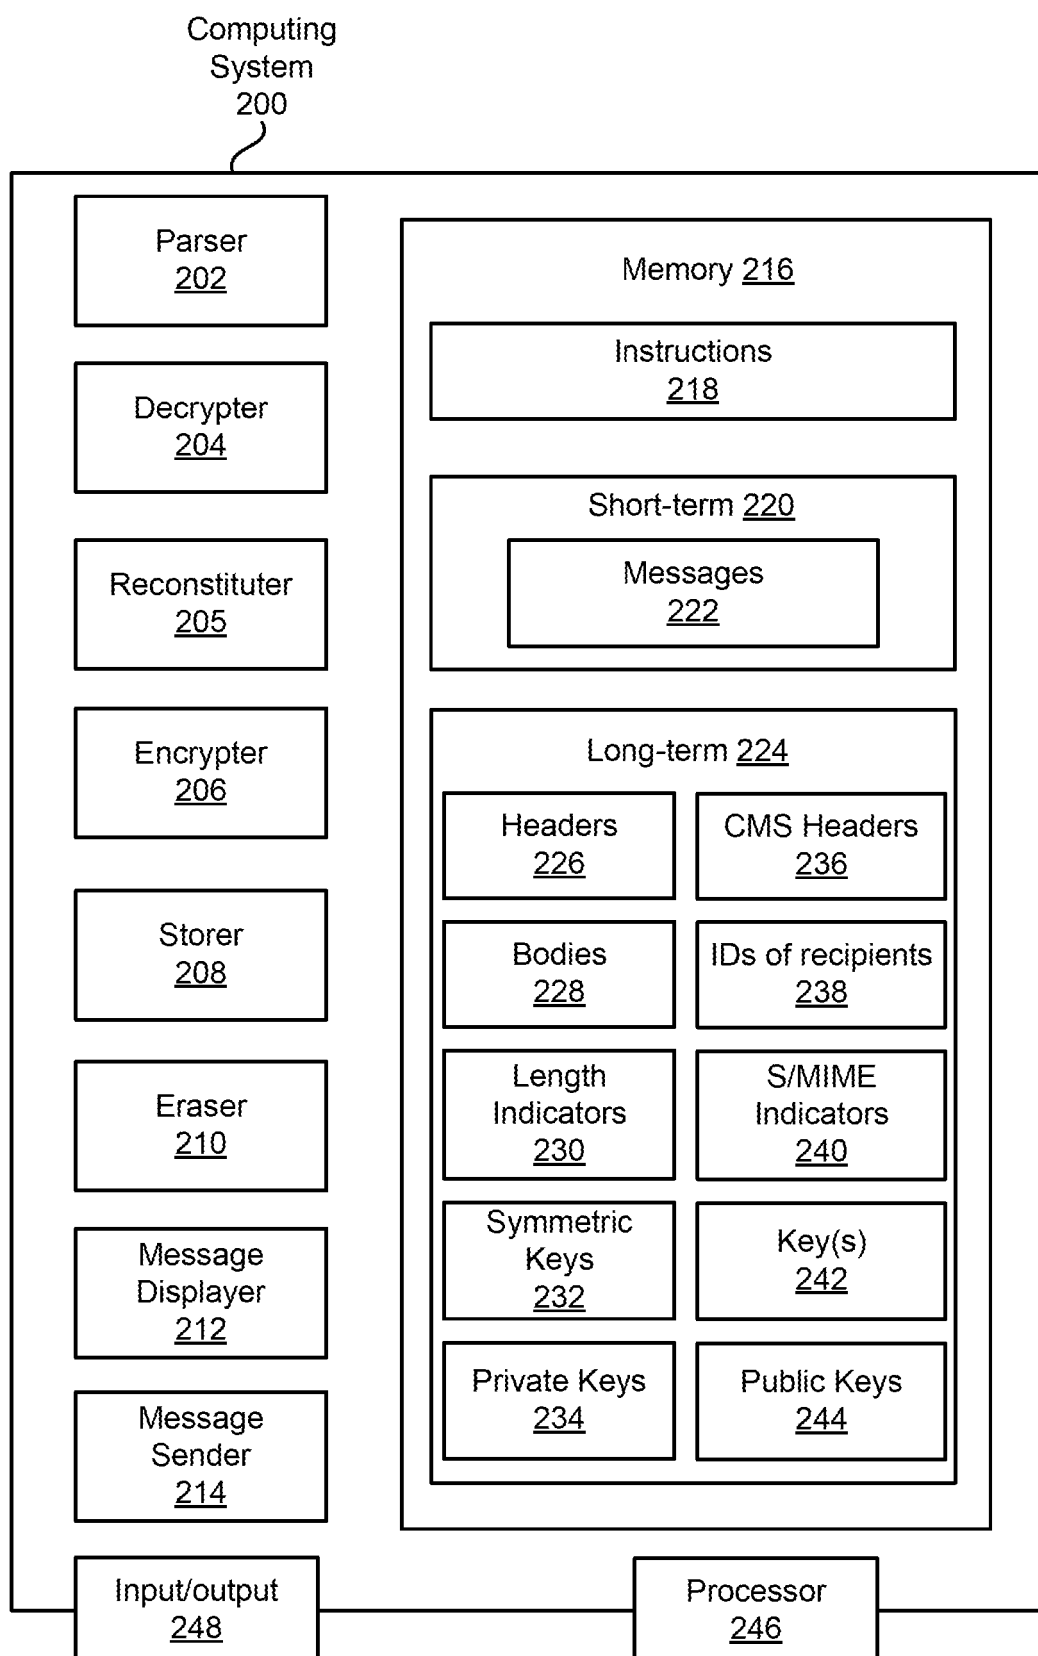 Computing
System
200
Parser
202
Decrypter
204
Reconstituter
205
Encrypter
206
Storer
208
Eraser
210
Message
Displayer
212
Message
Sender
214
Input/output
248
Memory 216
Instructions
218
Short-term 220
Messages
222
Long-term 224
Headers
226
CMS Headers
236
Bodies
228
IDs of recipients
238
Length
Indicators
230
S/MIME
Indicators
240
Symmetric
Keys
232
Key(s)
242
Private Keys
234
Public Keys
244
Processor
246